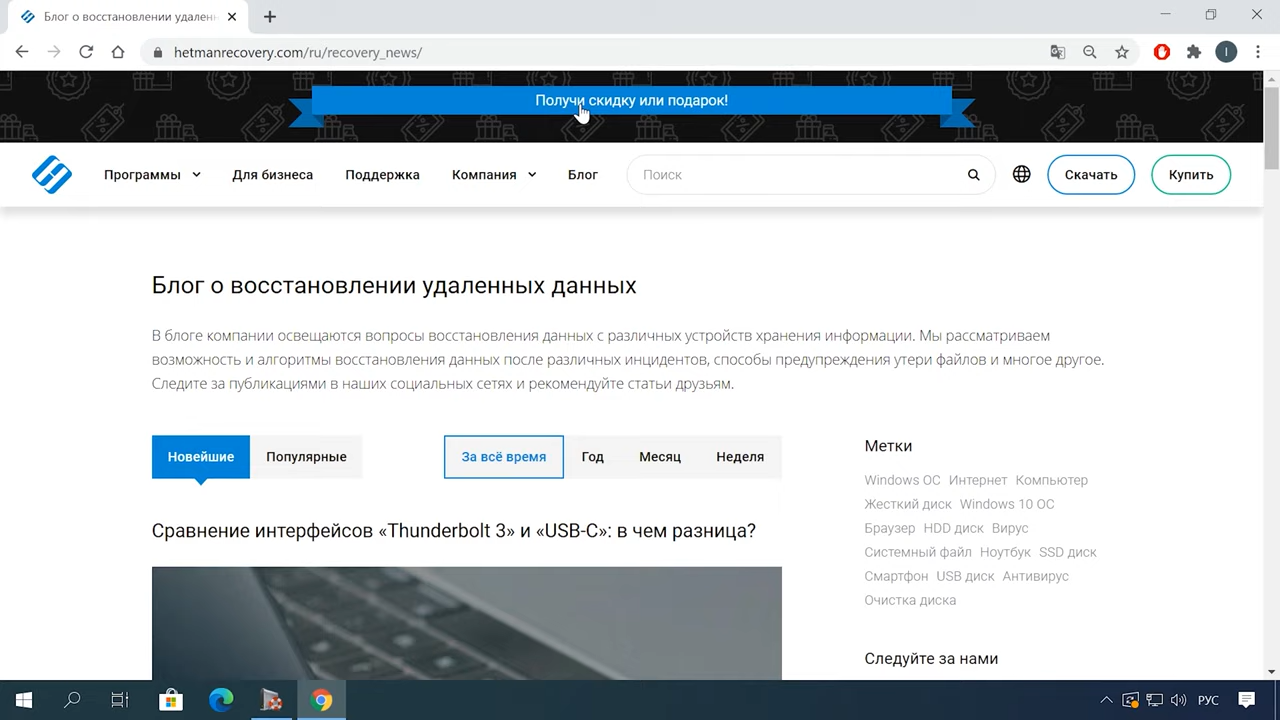 Блог о восстановлении удален
hetmanrecovery.com/ru/recovery_news/
Получи скидку или подарок!
Программы Для бизнеса Поддержка Компания Блог Поиск Скачать Купить
Блог о восстановлении удаленных данных
В блоге компании освещаются вопросы восстановления данных с различных устройств хранения информации. Мы рассматриваем
возможность и алгоритмы восстановления данных после различных инцидентов, способы предупреждения утери файлов и многое другое.
Следите за публикациями в наших социальных сетях и рекомендуйте статьи друзьям.
Новейшие Популярные За всё время Год Месяц Неделя
Сравнение интерфейсов «Thunderbolt 3» и «USB-C»: в чем разница?
Метки
Windows ОС Интернет Компьютер
Жесткий диск Windows 10 ОС
Браузер HDD диск Вирус
Системный файл Ноутбук SSD диск
Смартфон USB диск Антивирус
Очистка диска
Следуйте за нами
РУС